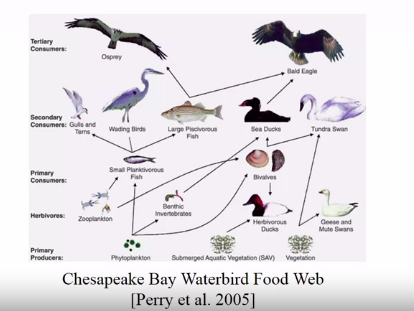 Tertiary
Consumers:
Osprey
Bald Eagle
Secondary
Consumers:
Gulls and
Terns
Wading Birds
Large Piscivorous
Fish
Sea Ducks
Tundra Swan
Primary
Consumers:
Small Planktivorous
Fish
Bivalves
Herbivores:
Zooplankton
Benthic
Invertebrates
Herbivorous
Ducks
Geese and
Mute Swans
Primary
Producers:
Phytoplankton
Submerged Aquatic Vegetation (SAV)
Vegetation
Chesapeake Bay Waterbird Food Web
[Perry et al. 2005]